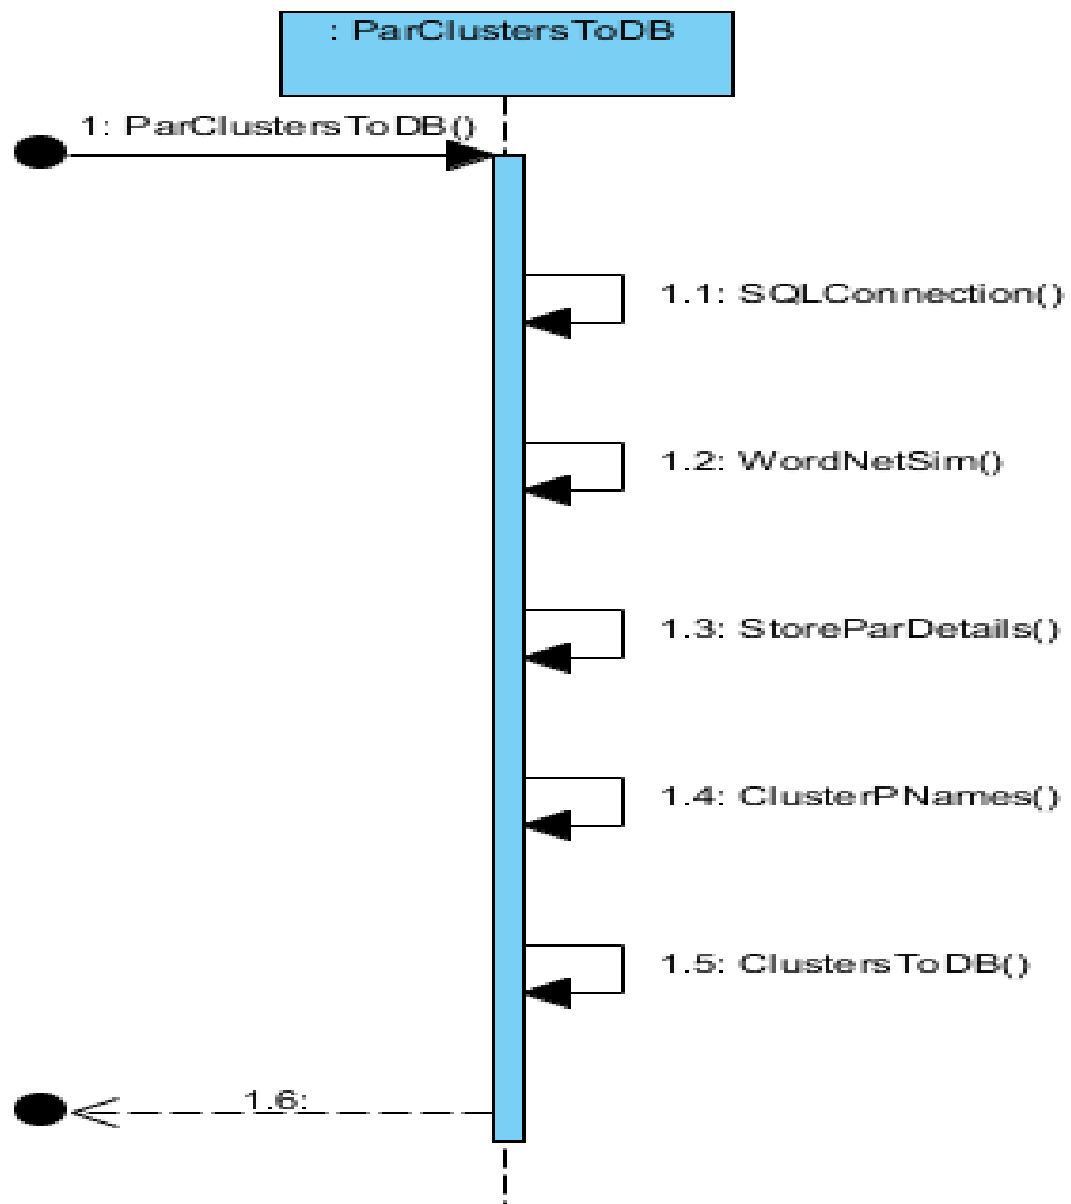 : ParClustersToDB
1: ParClustersToDB()
1.1: SQLConnection()
1.2: WordNetSim()
1.3: StoreParDetails()
1.4: ClusterPNames()
1.5: ClustersToDB()
1.6: